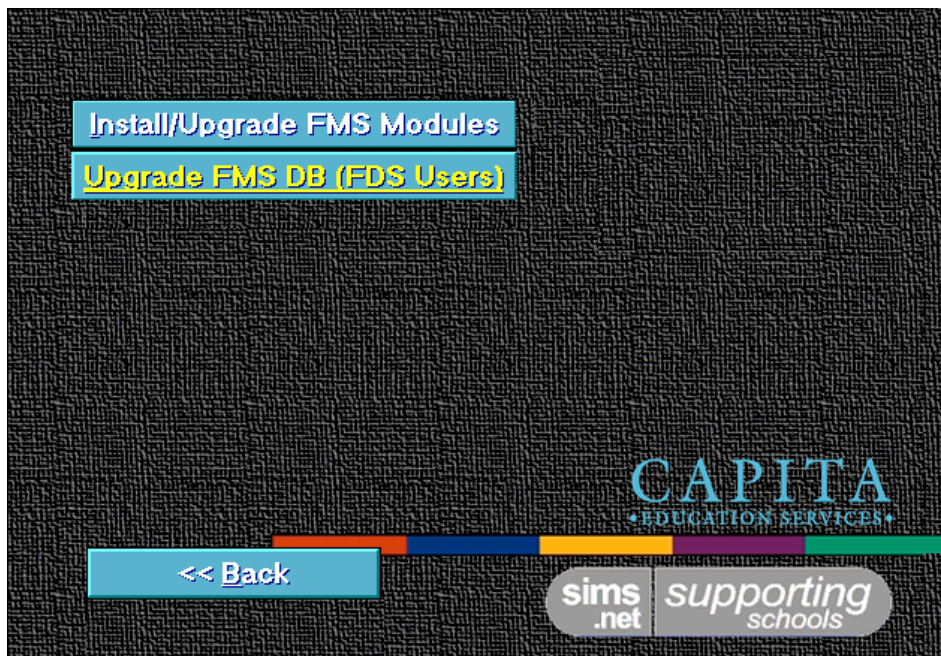 Install/Upgrade FMS Modules
Upgrade FMS DB (FDS Users)
CAPITA
•EDUCATION SERVICES•
<< Back
sims
.net
supporting
schools